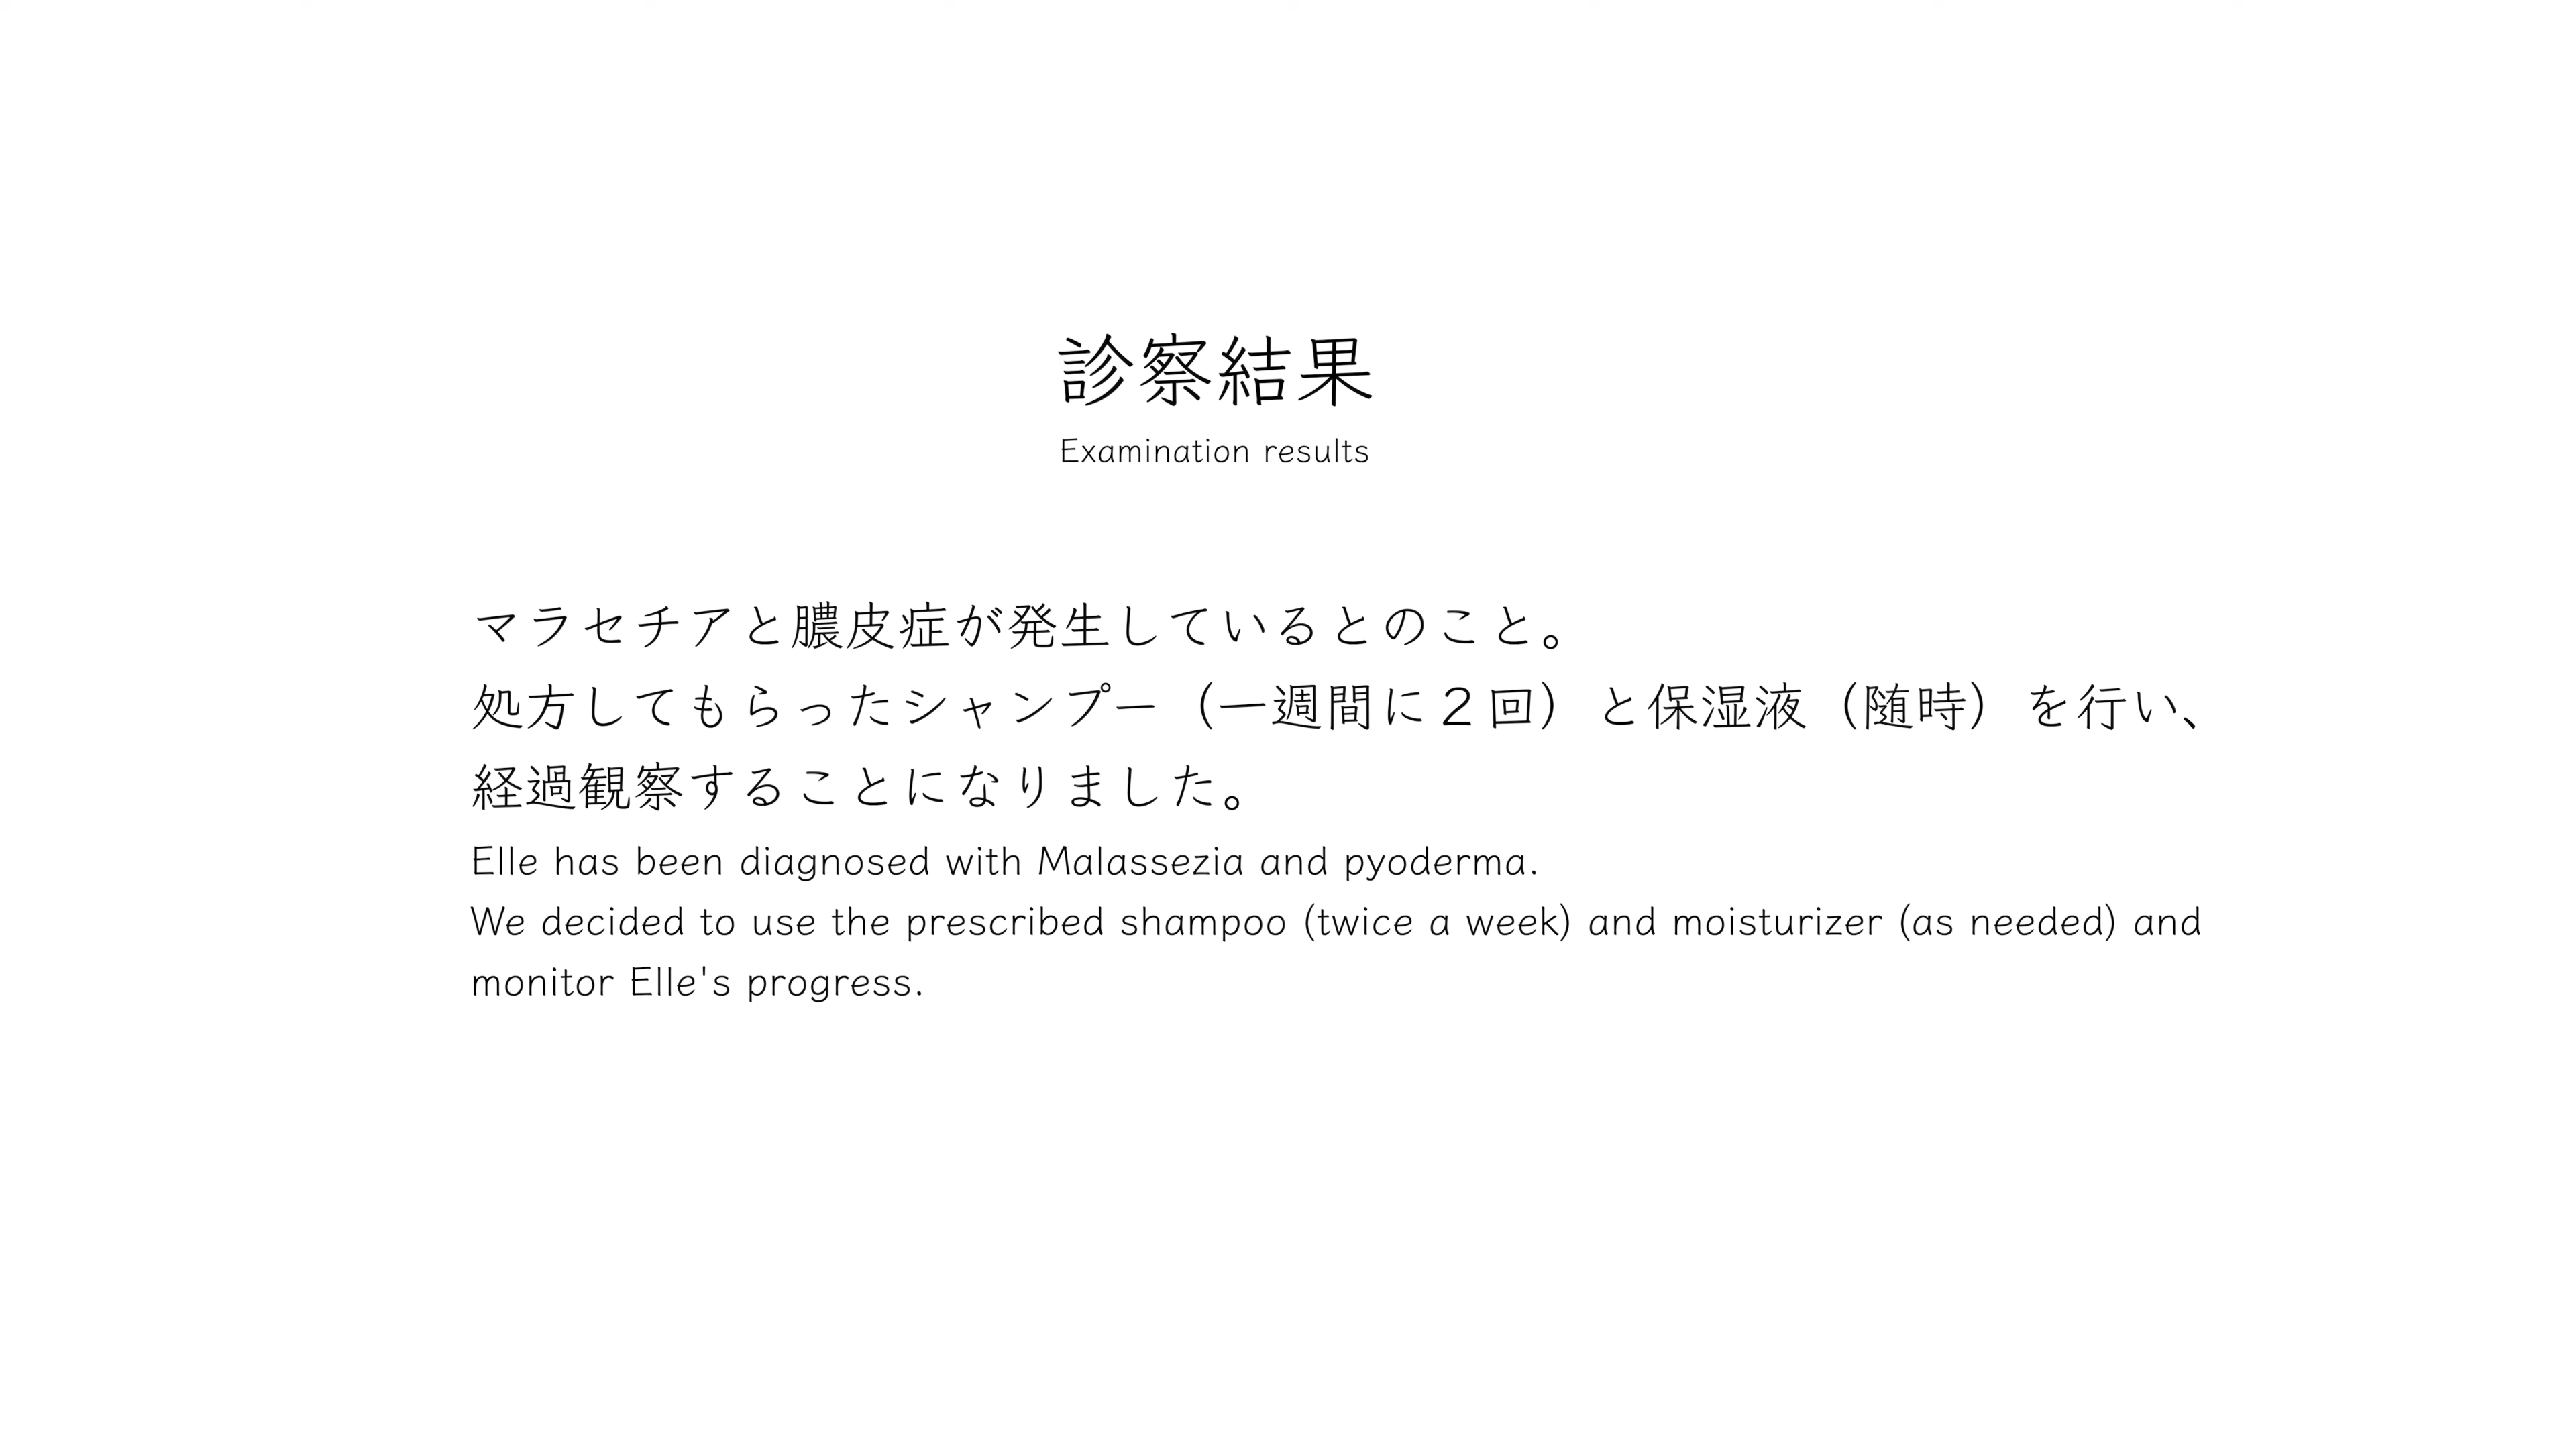 診察結果
Examination results
マラセチアと膿皮症が発生しているとのこと。
処方してもらったシャンプー（一週間に２回）と保湿液（随時）を行い、
経過観察することになりました。
Elle has been diagnosed with Malassezia and pyoderma.
We decided to use the prescribed shampoo (twice a week) and moisturizer (as needed) and
monitor Elle's progress.